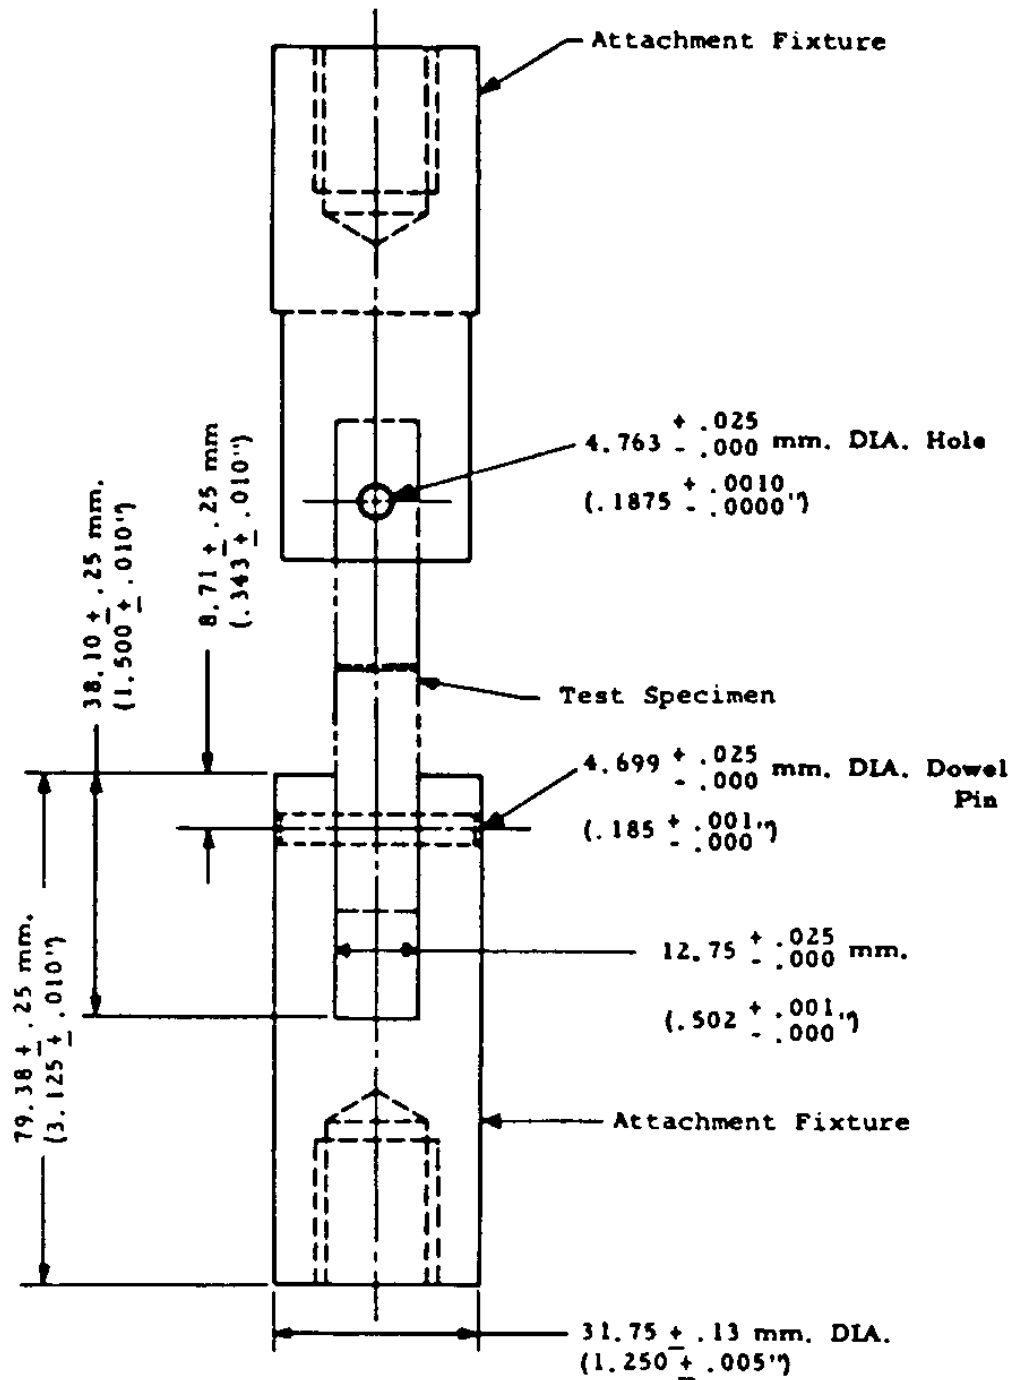 Attachment Fixture
4.763 + .025 - .000 mm. DIA. Hole
(.1875 + .0010 - .0000")
8.71 ± .25 mm
(.343 ± .010")
38.10 ± .25 mm.
(1.500 ± .010")
Test Specimen
4.699 + .025 - .000 mm. DIA. Dowel
Pin
(.185 + .001 - .000")
12.75 + .025 - .000 mm.
(.502 + .001 - .000")
79.38 ± .25 mm.
(3.125 ± .010")
Attachment Fixture
31.75 ± .13 mm. DIA.
(1.250 ± .005")